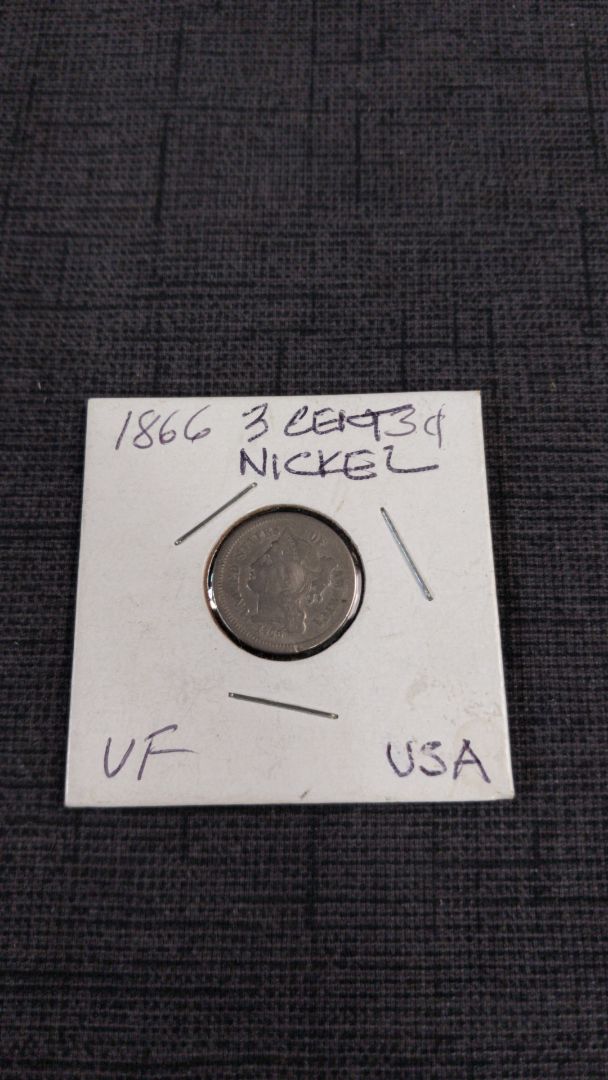 1866 3 CENT 3¢
NICKEL
VF
USA